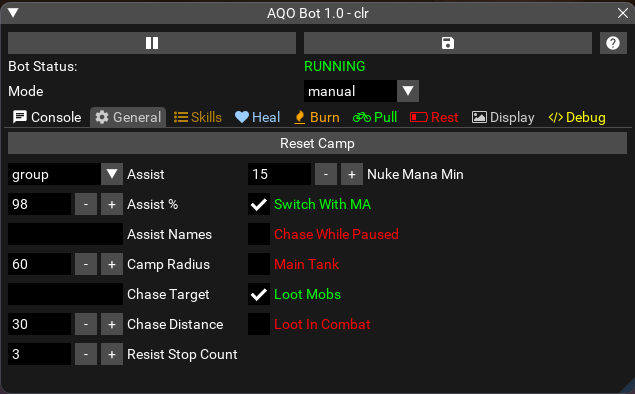 AQO Bot 1.0 - clr
Bot Status: RUNNING
Mode manual
Console General Skills Heal Burn Pull Rest Display Debug
Reset Camp
group Assist 15 - + Nuke Mana Min
98 - + Assist % Switch With MA
Assist Names Chase While Paused
60 - + Camp Radius Main Tank
Chase Target Loot Mobs
30 - + Chase Distance Loot In Combat
3 - + Resist Stop Count